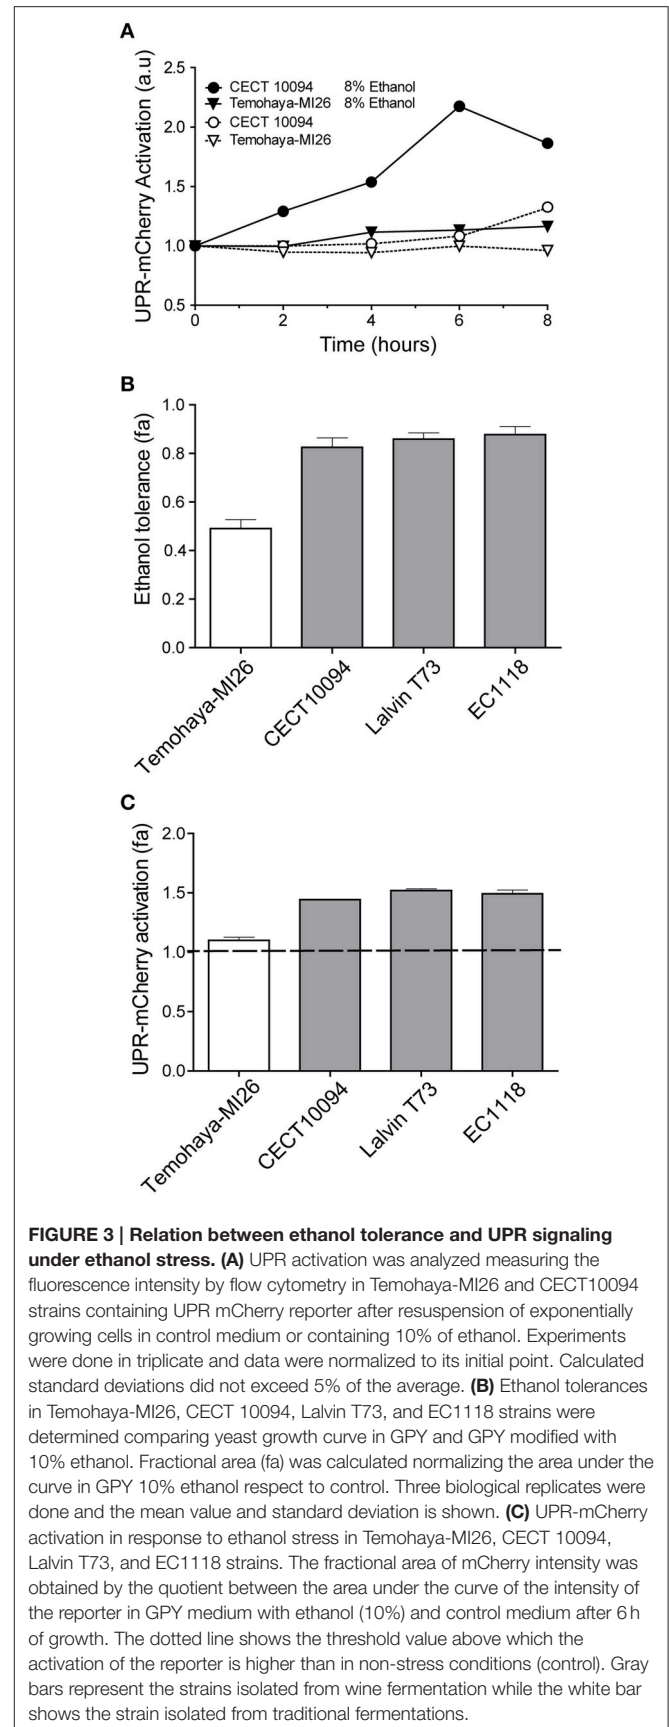 A
UPR-mCherry Activation (a.u)
2.5
2.0
1.5
1.0
0.5
CECT 10094 8% Ethanol
Temohaya-MI26 8% Ethanol
CECT 10094
Temohaya-MI26
0 2 4 6 8
Time (hours)
B
Ethanol tolerance (fa)
1.0
0.8
0.6
0.4
0.2
0.0
Temohaya-MI26
CECT10094
Lalvin T73
EC1118
C
UPR-mCherry activation (fa)
2.0
1.5
1.0
0.5
0.0
Temohaya-MI26
CECT10094
Lalvin T73
EC1118
FIGURE 3 | Relation between ethanol tolerance and UPR signaling
under ethanol stress. (A) UPR activation was analyzed measuring the
fluorescence intensity by flow cytometry in Temohaya-MI26 and CECT10094
strains containing UPR mCherry reporter after resuspension of exponentially
growing cells in control medium or containing 10% of ethanol. Experiments
were done in triplicate and data were normalized to its initial point. Calculated
standard deviations did not exceed 5% of the average. (B) Ethanol tolerances
in Temohaya-MI26, CECT 10094, Lalvin T73, and EC1118 strains were
determined comparing yeast growth curve in GPY and GPY modified with
10% ethanol. Fractional area (fa) was calculated normalizing the area under the
curve in GPY 10% ethanol respect to control. Three biological replicates were
done and the mean value and standard deviation is shown. (C) UPR-mCherry
activation in response to ethanol stress in Temohaya-MI26, CECT 10094,
Lalvin T73, and EC1118 strains. The fractional area of mCherry intensity was
obtained by the quotient between the area under the curve of the intensity of
the reporter in GPY medium with ethanol (10%) and control medium after 6 h
of growth. The dotted line shows the threshold value above which the
activation of the reporter is higher than in non-stress conditions (control). Gray
bars represent the strains isolated from wine fermentation while the white bar
shows the strain isolated from traditional fermentations.